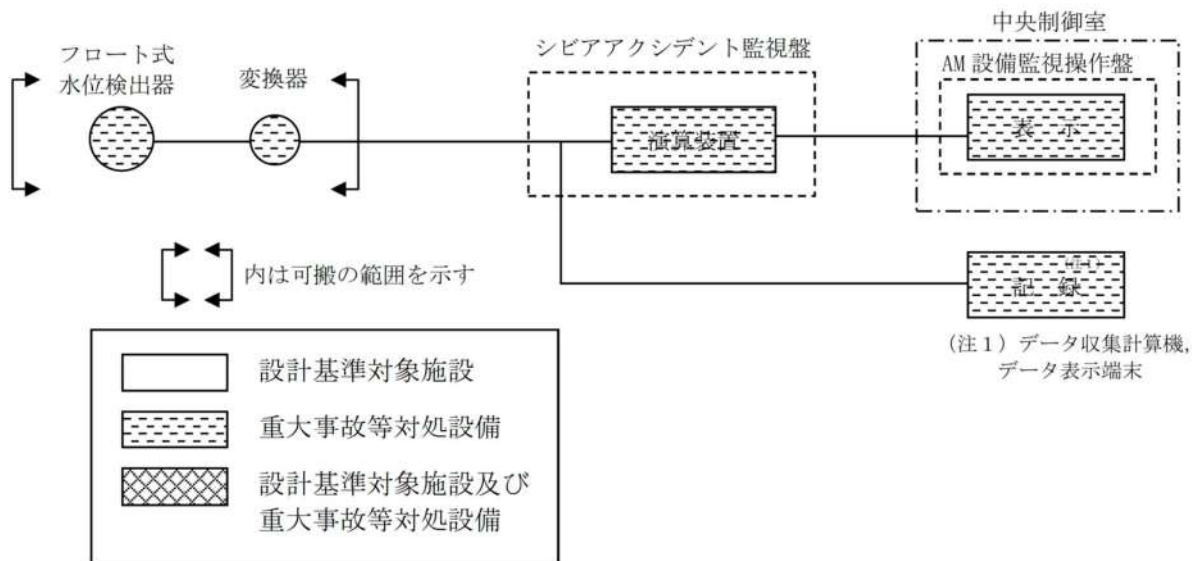 中央制御室
シビアアクシデント監視盤
フロート式
水位検出器
変換器
AM 設備監視操作盤
演算装置
表 示
内は可搬の範囲を示す
(注1)
記 録
(注1)データ収集計算機,
データ表示端末
設計基準対象施設
重大事故等対処設備
設計基準対象施設及び
重大事故等対処設備